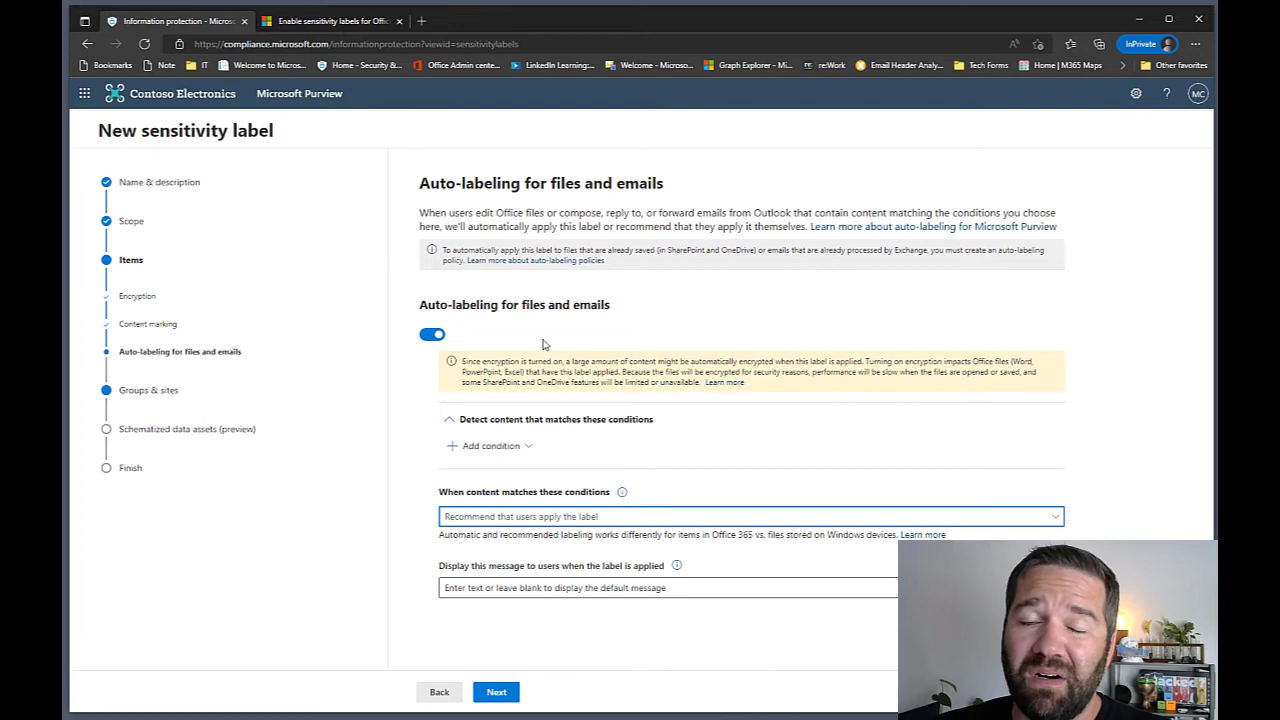 Information protection - Micros
Enable sensitivity labels for Offic
https://compliance.microsoft.com/informationprotection?viewid=sensitivitylabels
InPrivate
Bookmarks
Note
IT
Welcome to Micros...
Home - Security &...
Office Admin cente...
LinkedIn Learning:...
Welcome - Microso...
Graph Explorer - Mi...
re:Work
Email Header Analy...
Tech Forms
Home | M365 Maps
Other favorites
Contoso Electronics
Microsoft Purview
MC
New sensitivity label
Name & description
Scope
Items
Encryption
Content marking
Auto-labeling for files and emails
Groups & sites
Schematized data assets (preview)
Finish
Auto-labeling for files and emails
When users edit Office files or compose, reply to, or forward emails from Outlook that contain content matching the conditions you choose
here, we'll automatically apply this label or recommend that they apply it themselves. Learn more about auto-labeling for Microsoft Purview
To automatically apply this label to files that are already saved (in SharePoint and OneDrive) or emails that are already processed by Exchange, you must create an auto-labeling
policy. Learn more about auto-labeling policies
Auto-labeling for files and emails
Since encryption is turned on, a large amount of content might be automatically encrypted when this label is applied. Turning on encryption impacts Office files (Word,
PowerPoint, Excel) that have this label applied. Because the files will be encrypted for security reasons, performance will be slow when the files are opened or saved, and
some SharePoint and OneDrive features will be limited or unavailable. Learn more
Detect content that matches these conditions
Add condition
When content matches these conditions
Recommend that users apply the label
Automatic and recommended labeling works differently for items in Office 365 vs. files stored on Windows devices. Learn more
Display this message to users when the label is applied
Enter text or leave blank to display the default message
Back
Next